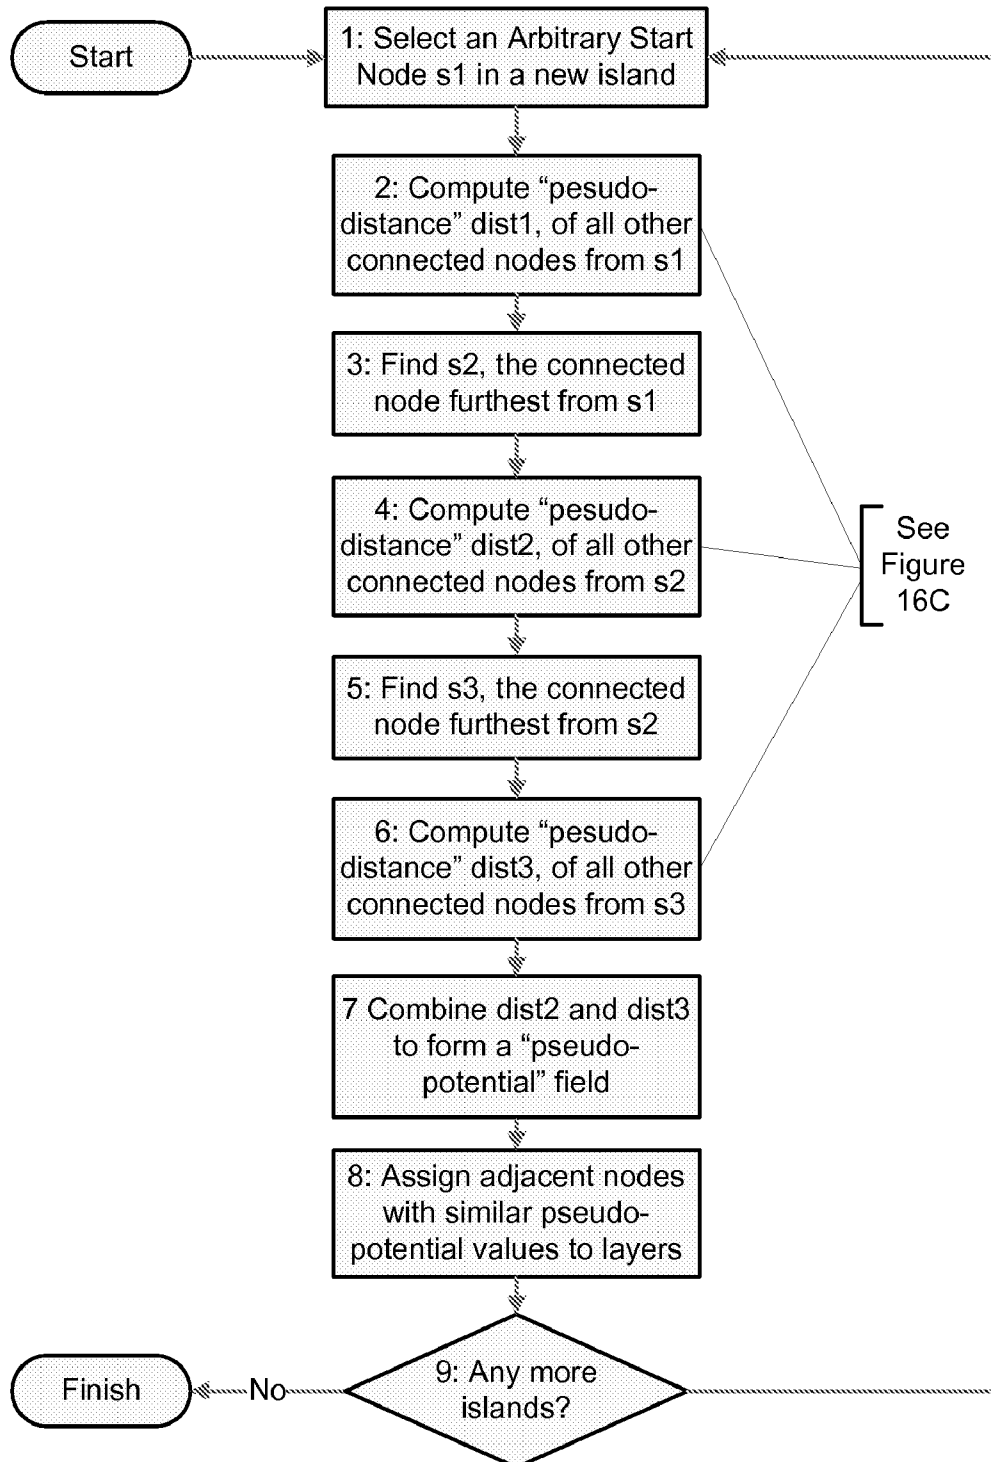 Start
1: Select an Arbitrary Start
Node s1 in a new island
2: Compute “pesudo-
distance” dist1, of all other
connected nodes from s1
3: Find s2, the connected
node furthest from s1
4: Compute “pesudo-
distance” dist2, of all other
connected nodes from s2
See
Figure
16C
5: Find s3, the connected
node furthest from s2
6: Compute “pesudo-
distance” dist3, of all other
connected nodes from s3
7 Combine dist2 and dist3
to form a “pseudo-
potential” field
8: Assign adjacent nodes
with similar pseudo-
potential values to layers
9: Any more
islands?
No
Finish